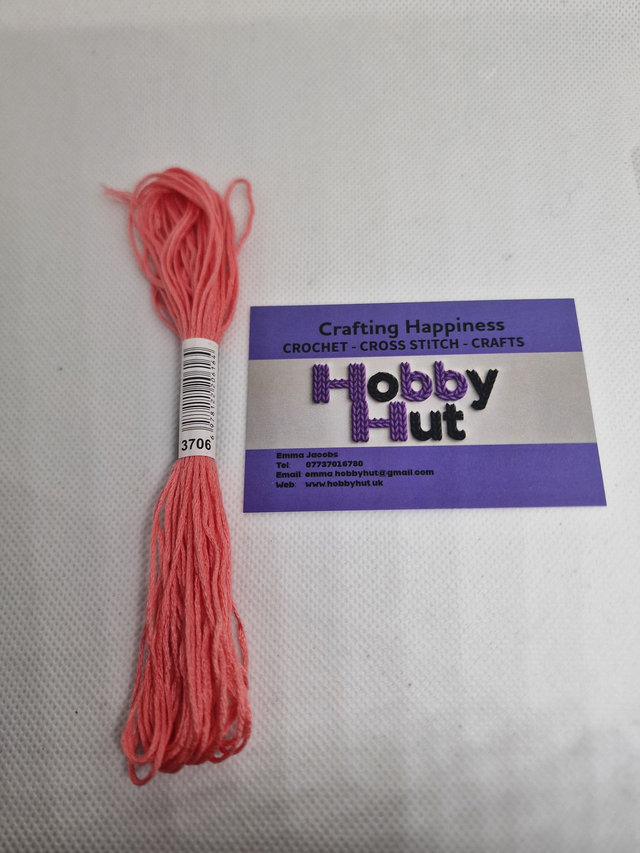 3706
Crafting Happiness
CROCHET - CROSS STITCH - CRAFTS
Hobby
Hut
Emma Jacobs
Tel: 07737016780
Email: emma.hobbyhut@gmail.com
Web: www.hobbyhut.uk